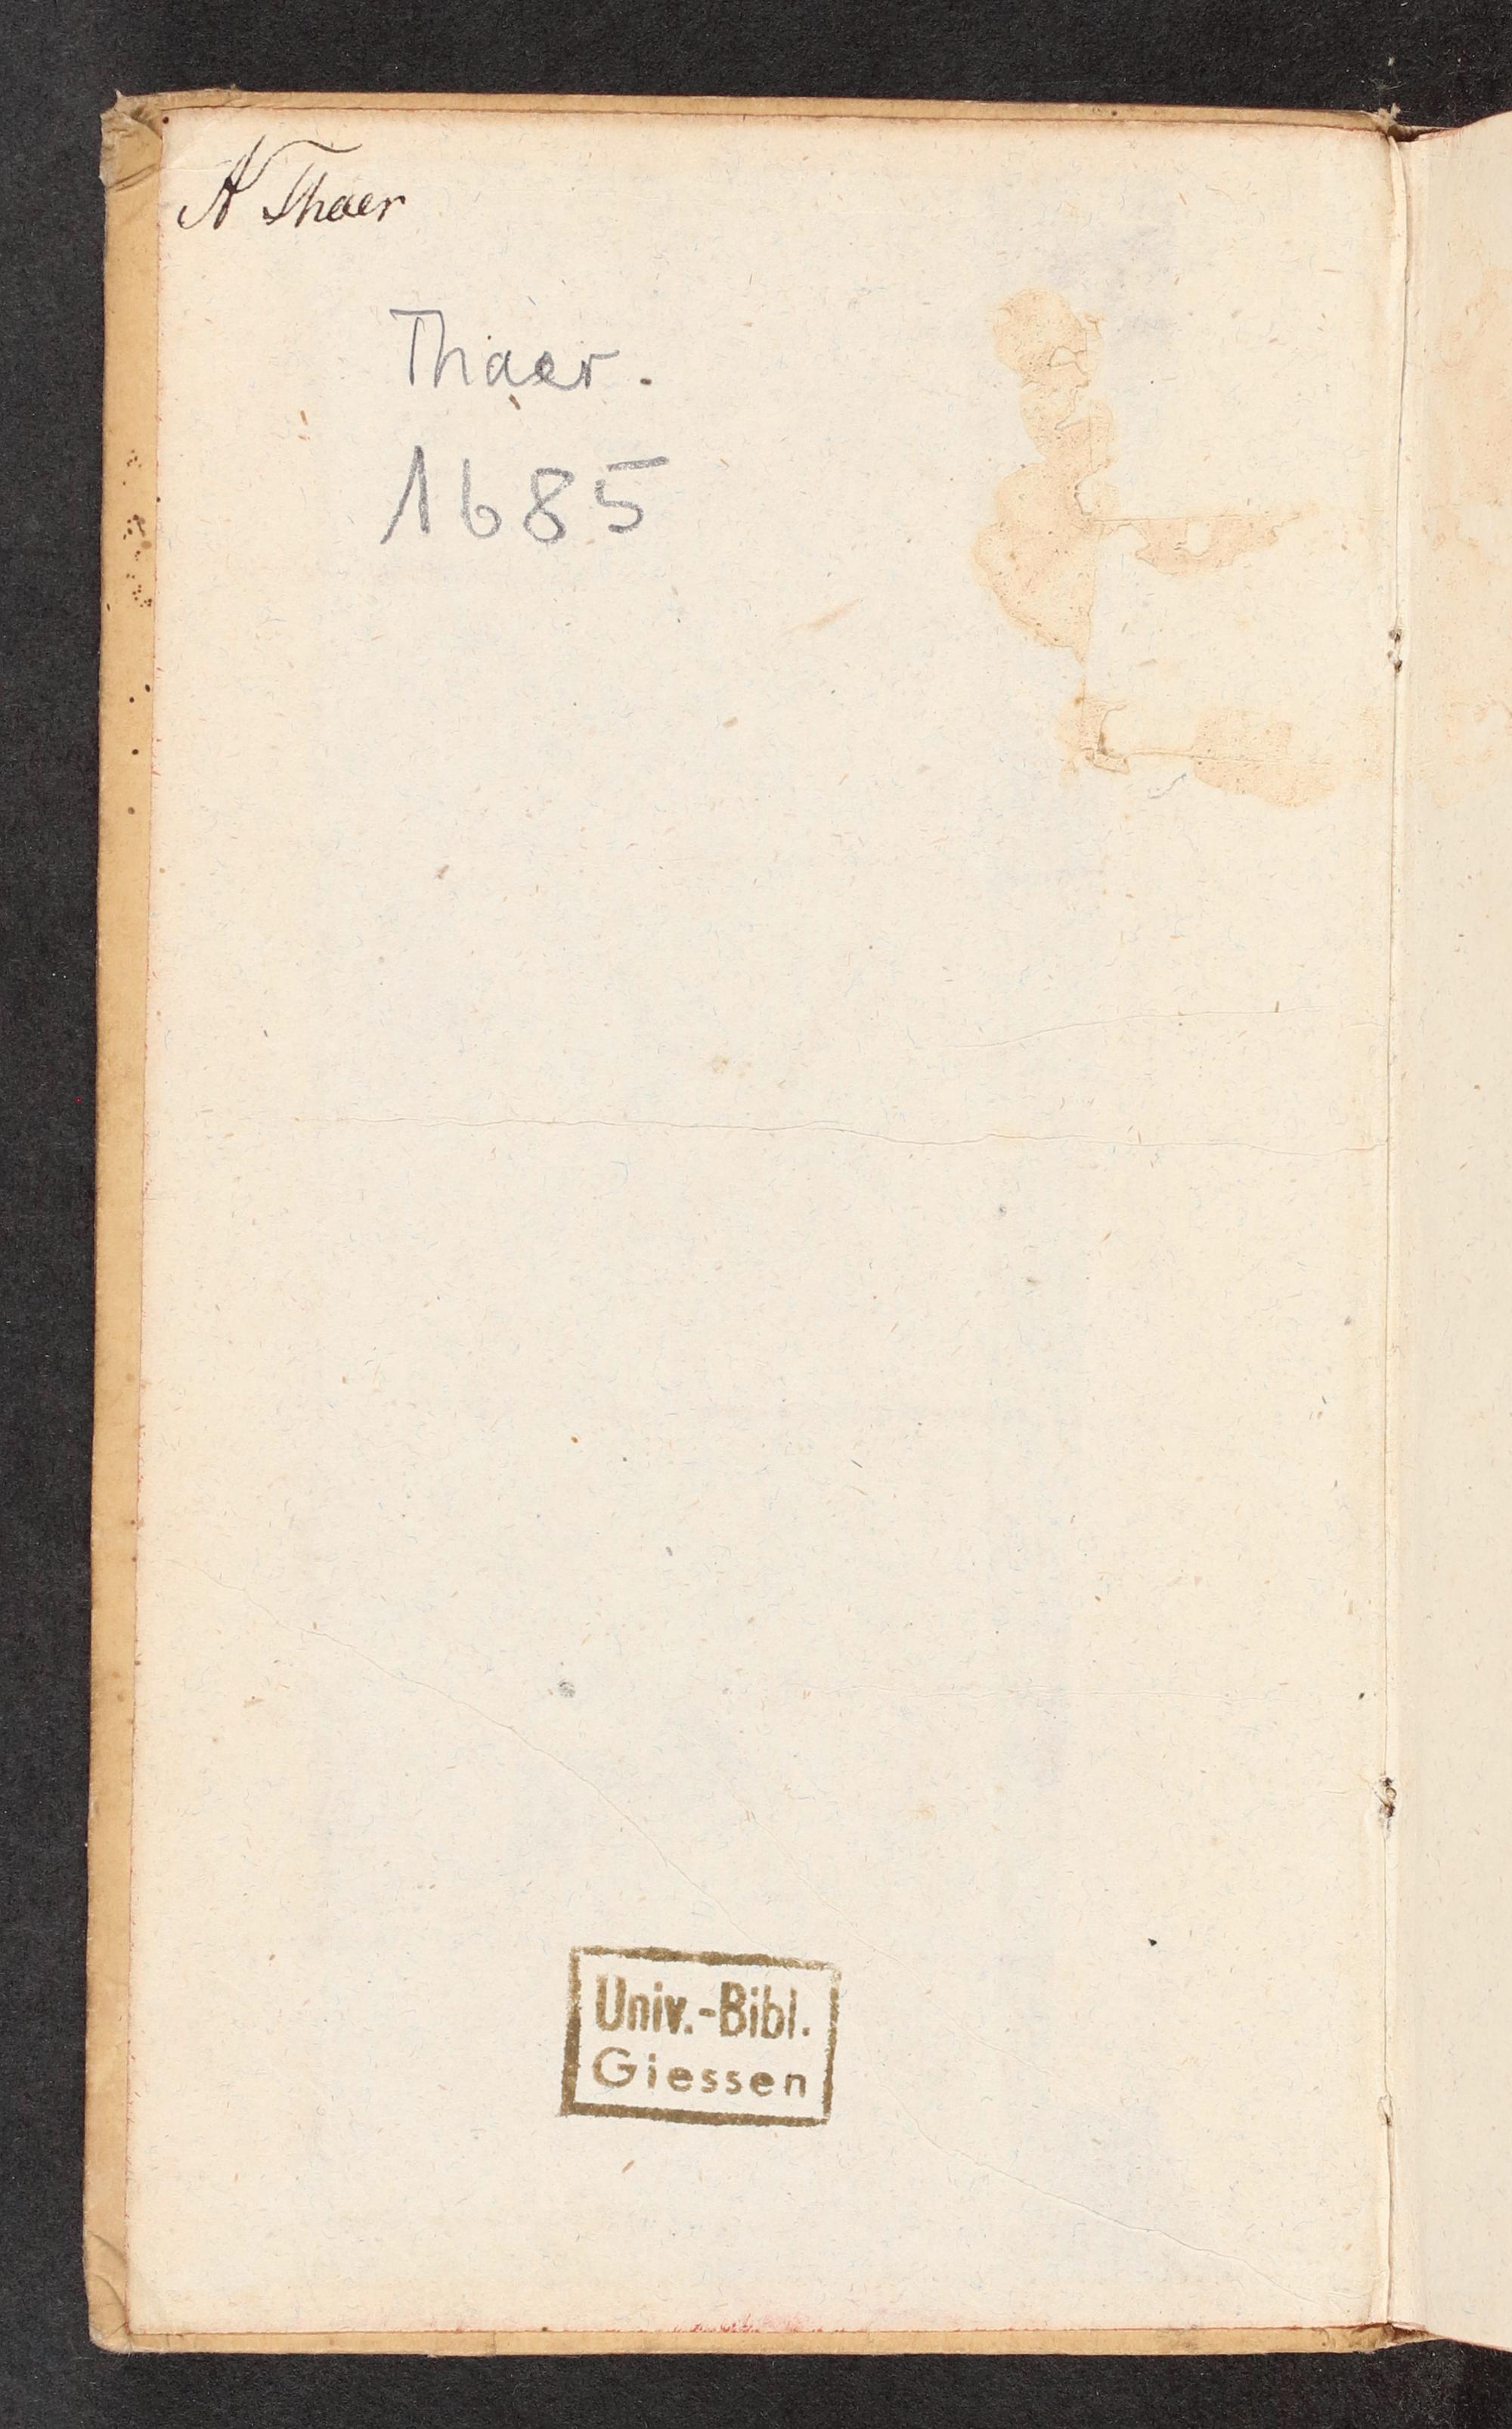 A Thaer
Thaer.
1685
Univ.-Bibl.
Giessen